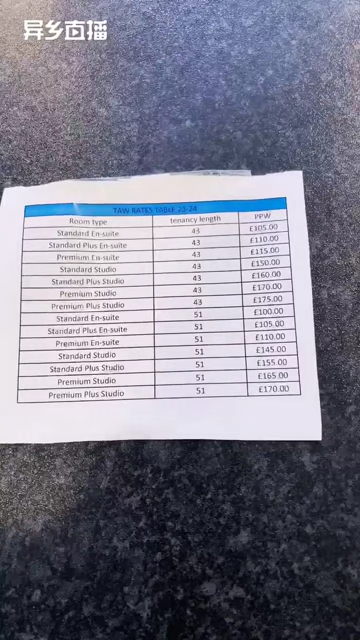 异乡直播
TAW RATES TABLE 23-24
Room type tenancy length PPW
Standard En-suite 43 £105.00
Standard Plus En-suite 43 £110.00
Premium En-suite 43 £115.00
Standard Studio 43 £150.00
Standard Plus Studio 43 £160.00
Premium Studio 43 £170.00
Premium Plus Studio 43 £175.00
Standard En-suite 51 £100.00
Standard Plus En-suite 51 £105.00
Premium En-suite 51 £110.00
Standard Studio 51 £145.00
Standard Plus Studio 51 £155.00
Premium Studio 51 £165.00
Premium Plus Studio 51 £170.00